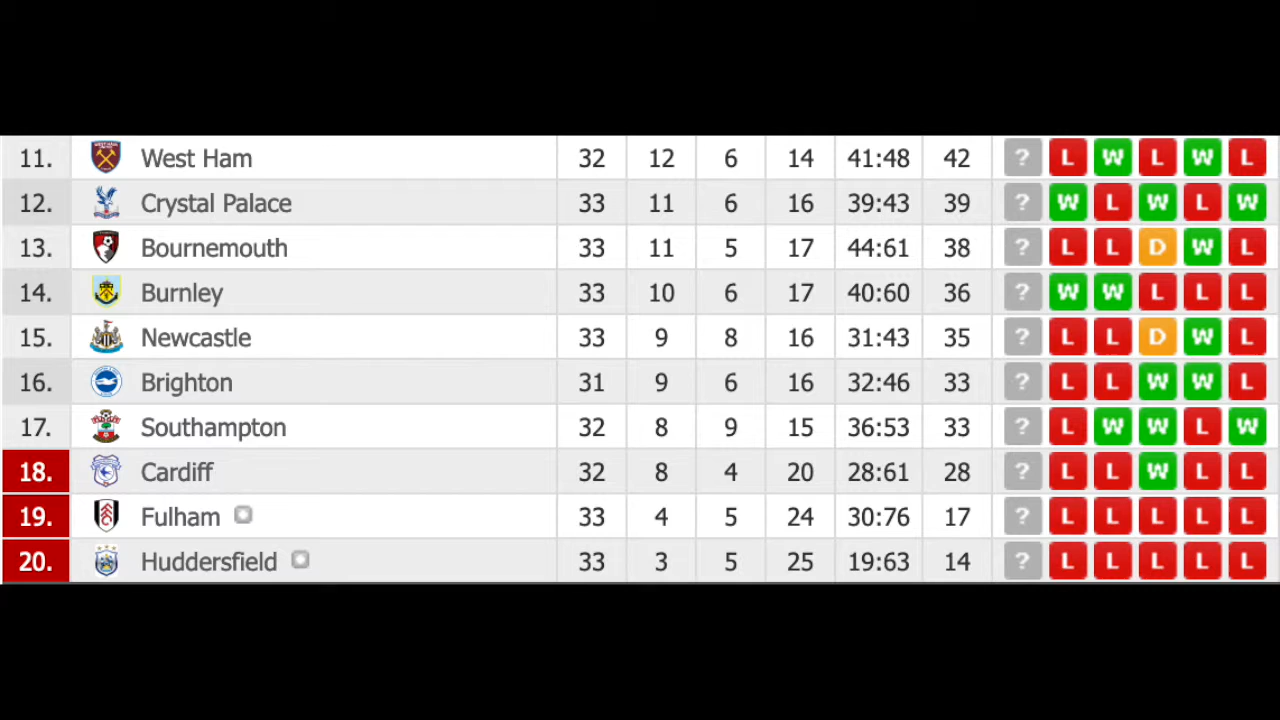 11. West Ham 32 12 6 14 41:48 42 ? L W L W L
12. Crystal Palace 33 11 6 16 39:43 39 ? W L W L W
13. Bournemouth 33 11 5 17 44:61 38 ? L L D W L
14. Burnley 33 10 6 17 40:60 36 ? W W L L L
15. Newcastle 33 9 8 16 31:43 35 ? L L D W L
16. Brighton 31 9 6 16 32:46 33 ? L L W W L
17. Southampton 32 8 9 15 36:53 33 ? L W W L W
18. Cardiff 32 8 4 20 28:61 28 ? L L W L L
19. Fulham 33 4 5 24 30:76 17 ? L L L L L
20. Huddersfield 33 3 5 25 19:63 14 ? L L L L L